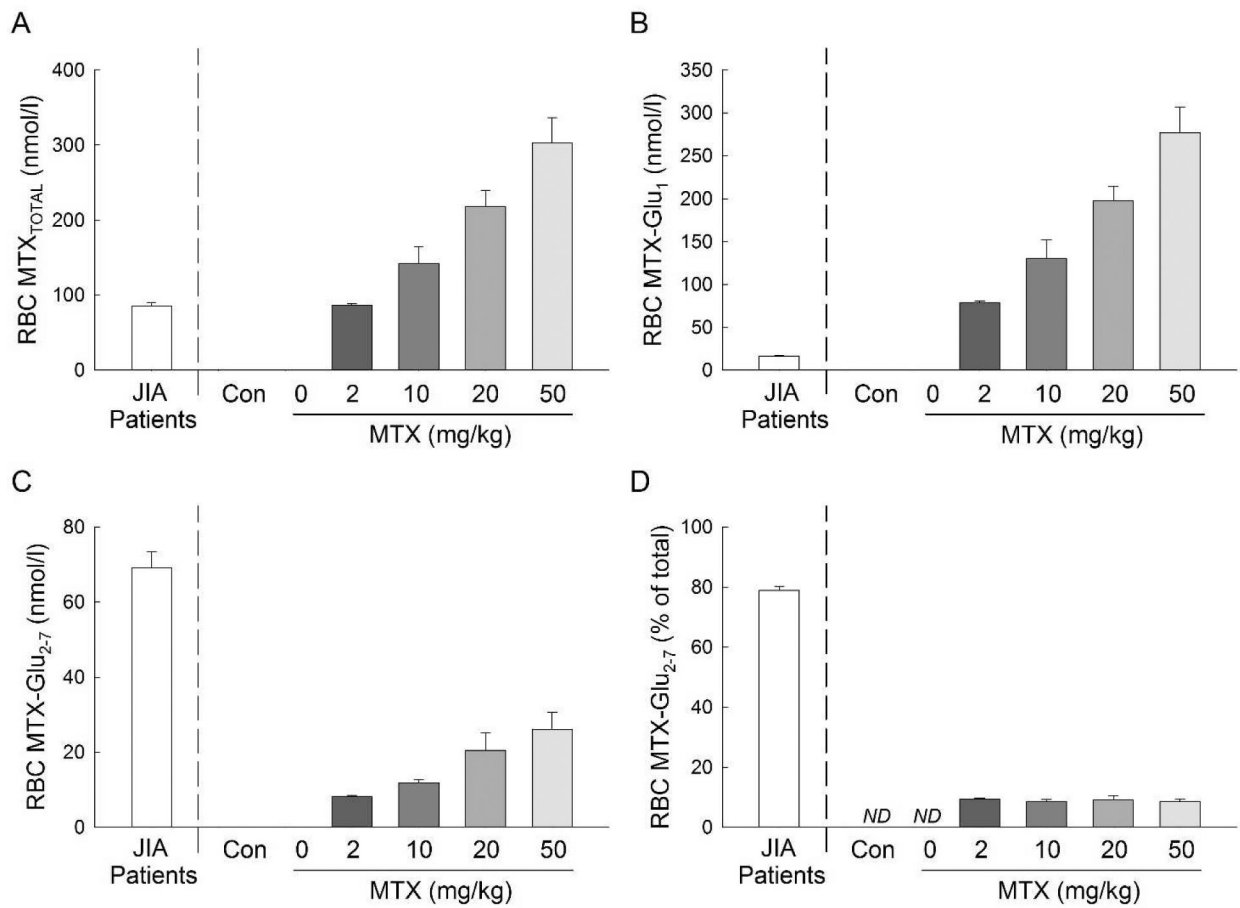 A
RBC MTX_TOTAL (nmol/l)
400
300
200
100
0
JIA
Patients
Con
0 2 10 20 50
MTX (mg/kg)
B
RBC MTX-Glu₁ (nmol/l)
350
300
250
200
150
100
50
0
JIA
Patients
Con
0 2 10 20 50
MTX (mg/kg)
C
RBC MTX-Glu₂₋₇ (nmol/l)
80
60
40
20
0
JIA
Patients
Con
0 2 10 20 50
MTX (mg/kg)
D
RBC MTX-Glu₂₋₇ (% of total)
100
80
60
40
20
0
ND ND
JIA
Patients
Con
0 2 10 20 50
MTX (mg/kg)